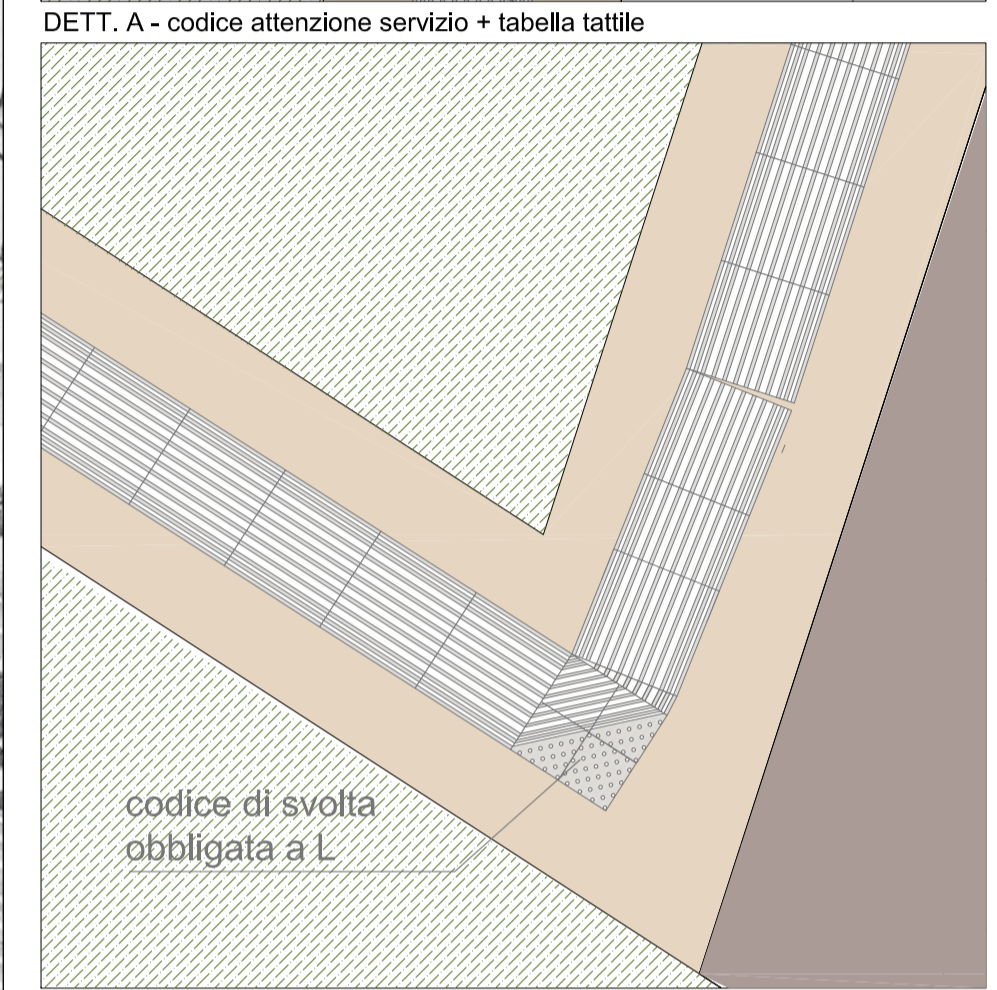 DETT. A - codice attenzione servizio + tabella tattile
codice di svolta
obbligata a L